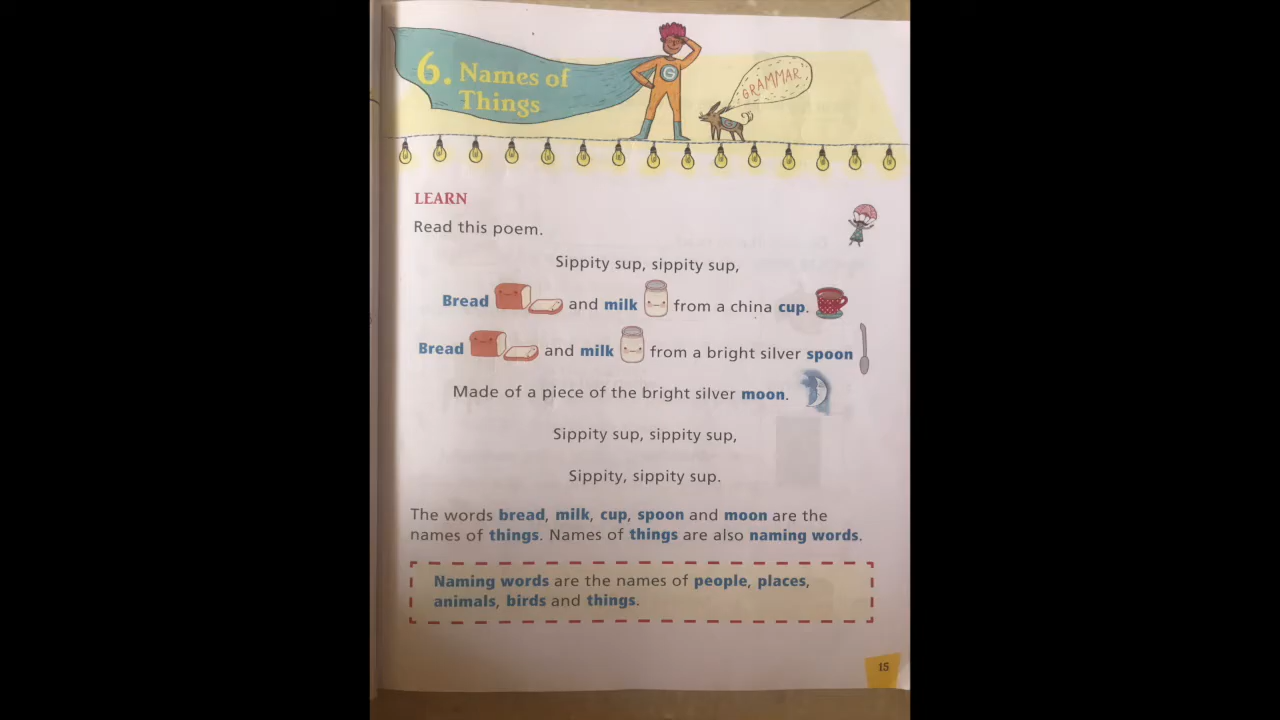 6. Names of
Things
GRAMMAR
G
LEARN
Read this poem.
Sippity sup, sippity sup,
Bread and milk from a china cup.
Bread and milk from a bright silver spoon
Made of a piece of the bright silver moon.
Sippity sup, sippity sup,
Sippity, sippity sup.
The words bread, milk, cup, spoon and moon are the
names of things. Names of things are also naming words.
Naming words are the names of people, places,
animals, birds and things.
15